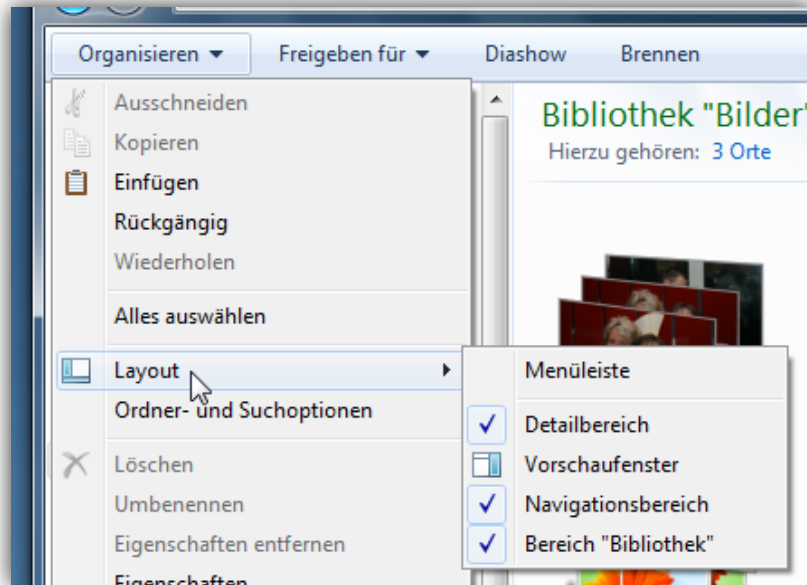 Organisieren Freigeben für Diashow Brennen
Ausschneiden
Kopieren
Einfügen
Rückgängig
Wiederholen
Alles auswählen
Layout
Ordner- und Suchoptionen
Löschen
Umbenennen
Eigenschaften entfernen
Eigenschaften
Bibliothek "Bilder"
Hierzu gehören: 3 Orte
Menüleiste
Detailbereich
Vorschaufenster
Navigationsbereich
Bereich "Bibliothek"